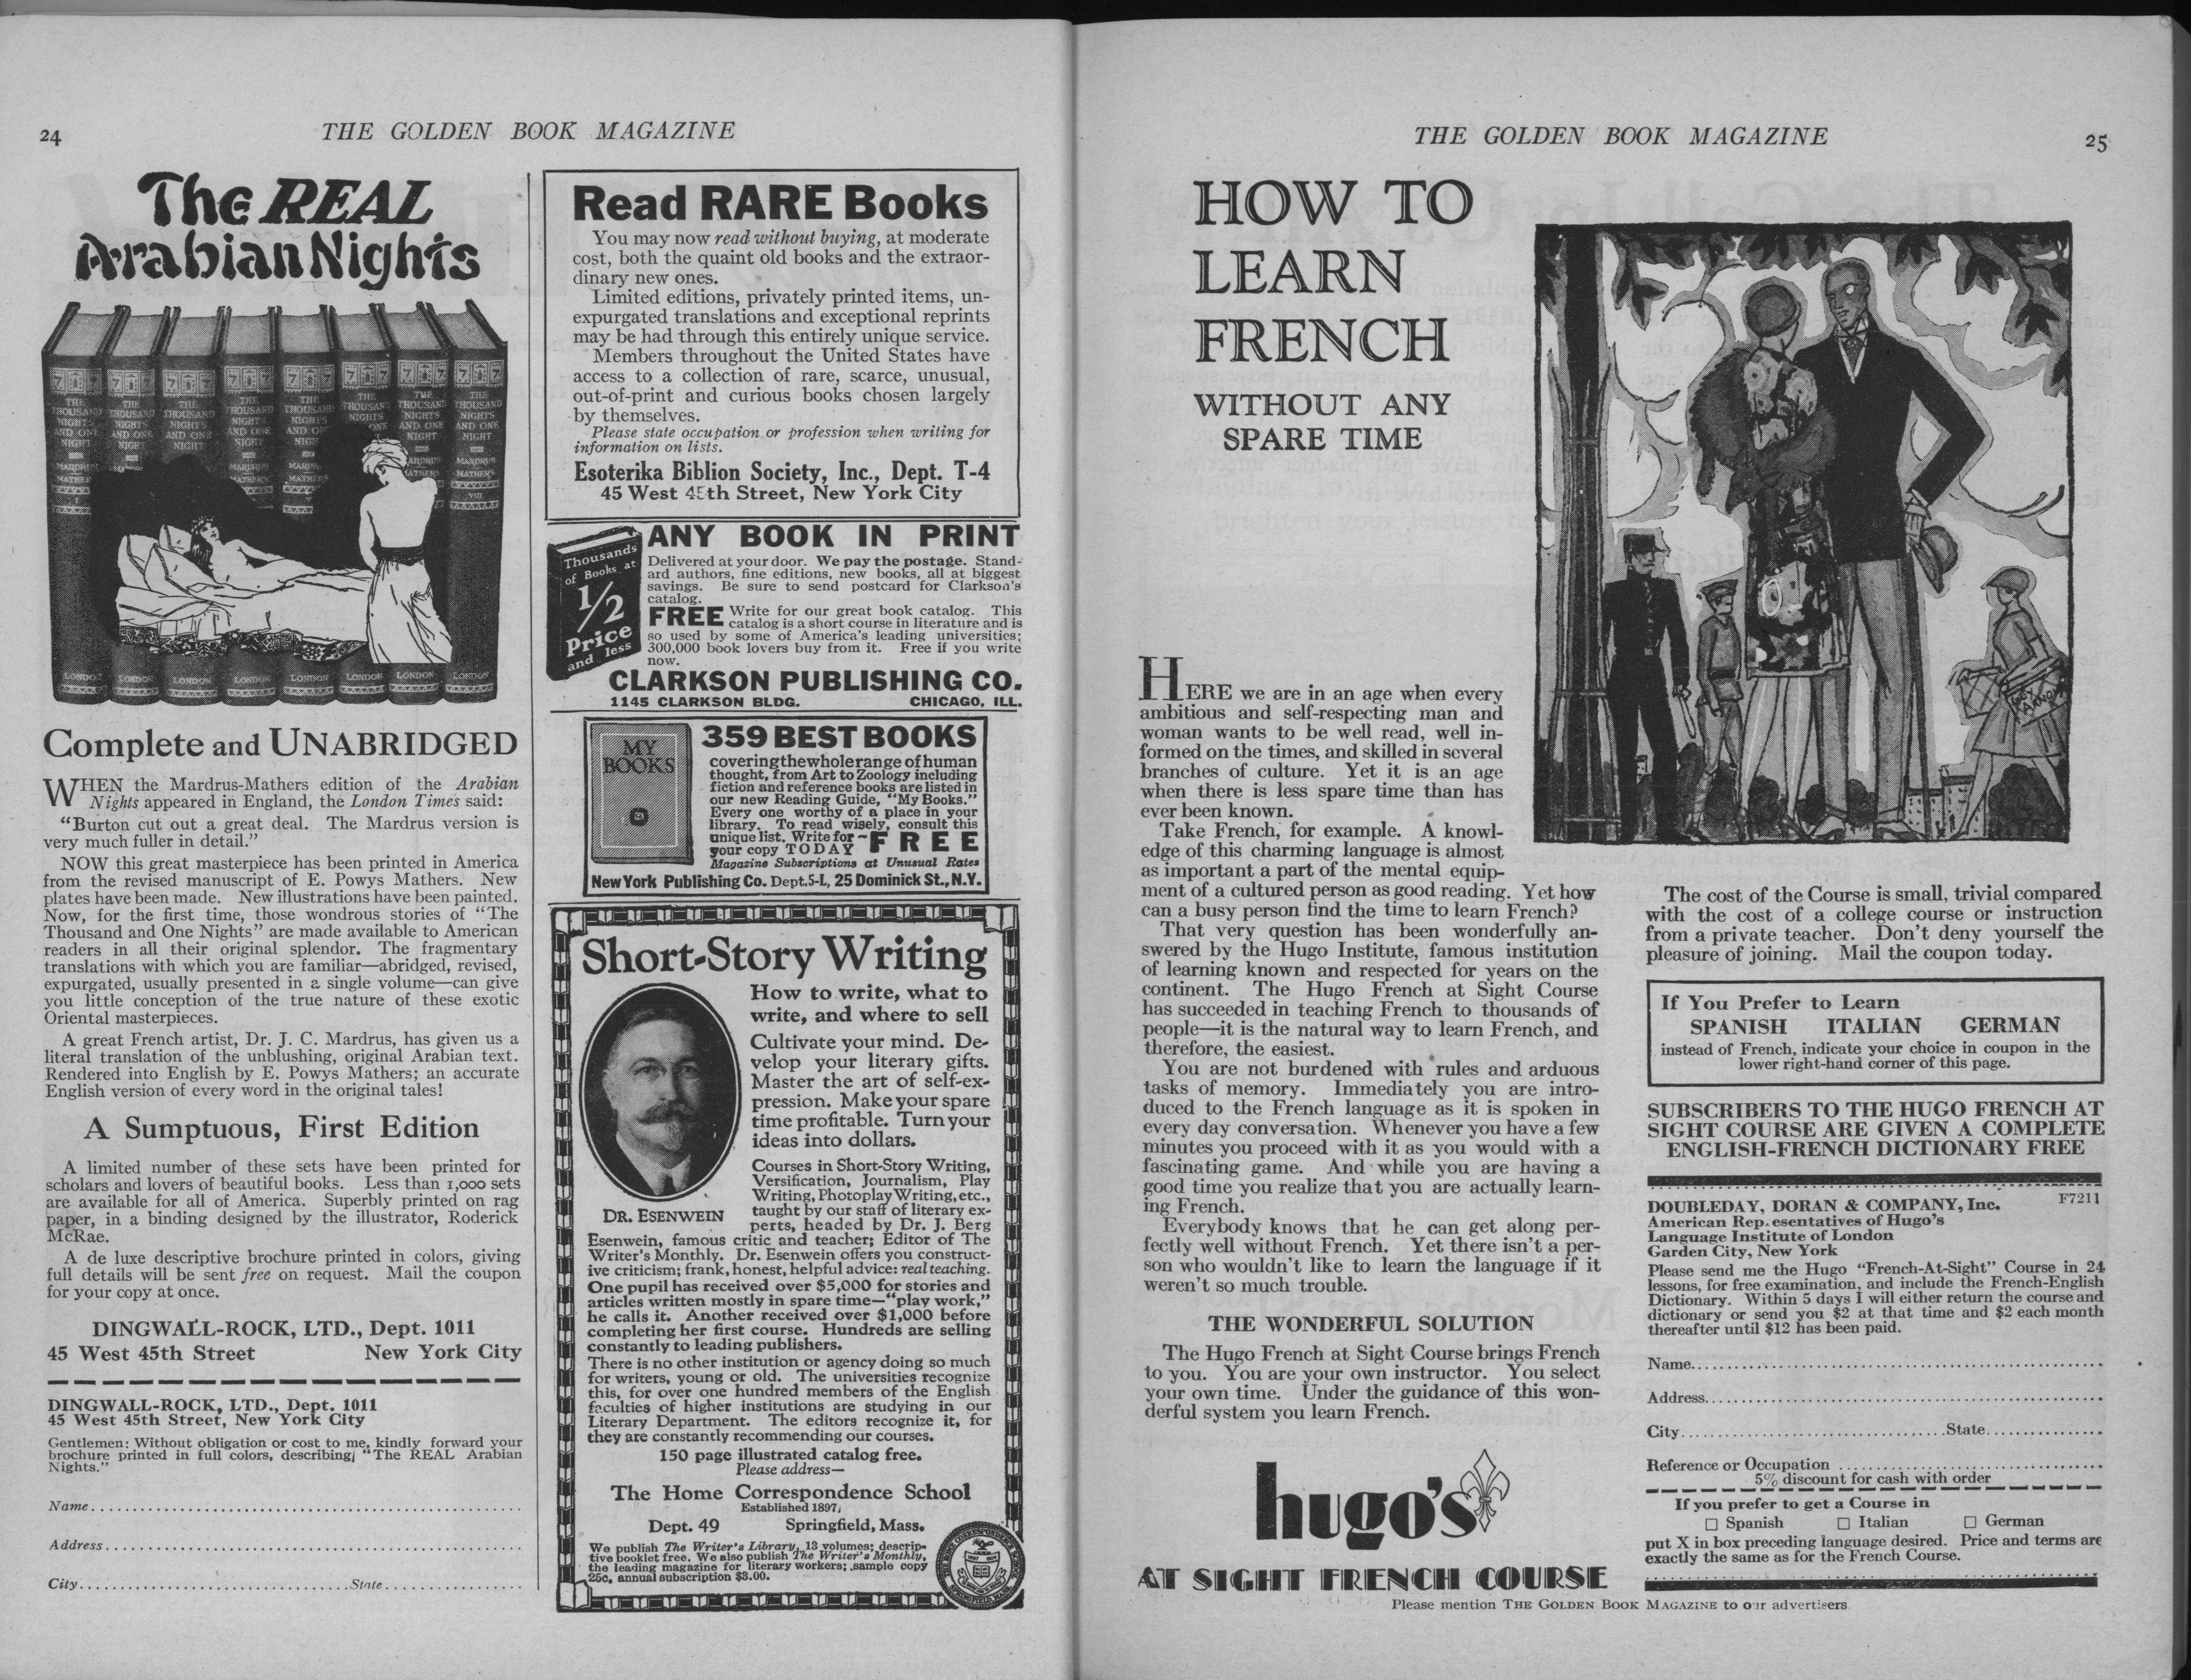 24
THE GOLDEN BOOK MAGAZINE
The REAL
Arabian Nights
THE
THOUSAND
NIGHTS
AND ONE
NIGHT
MARDRUS
MATHERS
LONDON
LONDON
LONDON
LONDON
LONDON
LONDON
LONDON
LONDON
Complete and UNABRIDGED
WHEN the Mardrus-Mathers edition of the Arabian
Nights appeared in England, the London Times said:
"Burton cut out a great deal. The Mardrus version is
very much fuller in detail."
NOW this great masterpiece has been printed in America
from the revised manuscript of E. Powys Mathers. New
plates have been made. New illustrations have been painted.
Now, for the first time, those wondrous stories of "The
Thousand and One Nights" are made available to American
readers in all their original splendor. The fragmentary
translations with which you are familiar—abridged, revised,
expurgated, usually presented in a single volume—can give
you little conception of the true nature of these exotic
Oriental masterpieces.
A great French artist, Dr. J. C. Mardrus, has given us a
literal translation of the unblushing, original Arabian text.
Rendered into English by E. Powys Mathers; an accurate
English version of every word in the original tales!
A Sumptuous, First Edition
A limited number of these sets have been printed for
scholars and lovers of beautiful books. Less than 1,000 sets
are available for all of America. Superbly printed on rag
paper, in a binding designed by the illustrator, Roderick
McRae.
A de luxe descriptive brochure printed in colors, giving
full details will be sent free on request. Mail the coupon
for your copy at once.
DINGWALL-ROCK, LTD., Dept. 1011
45 West 45th Street New York City
DINGWALL-ROCK, LTD., Dept. 1011
45 West 45th Street, New York City
Gentlemen: Without obligation or cost to me, kindly forward your
brochure printed in full colors, describing "The REAL Arabian
Nights."
Name
Address
City State
Read RARE Books
You may now read without buying, at moderate
cost, both the quaint old books and the extraor-
dinary new ones.
Limited editions, privately printed items, un-
expurgated translations and exceptional reprints
may be had through this entirely unique service.
Members throughout the United States have
access to a collection of rare, scarce, unusual,
out-of-print and curious books chosen largely
by themselves.
Please state occupation or profession when writing for
information on lists.
Esoterika Biblion Society, Inc., Dept. T-4
45 West 45th Street, New York City
Thousands
of Books at
1/2
Price
and less
ANY BOOK IN PRINT
Delivered at your door. We pay the postage. Stand-
ard authors, fine editions, new books, all at biggest
savings. Be sure to send postcard for Clarkson's
catalog.
FREE Write for our great book catalog. This
catalog is a short course in literature and is
so used by some of America's leading universities;
300,000 book lovers buy from it. Free if you write
now.
CLARKSON PUBLISHING CO.
1145 CLARKSON BLDG. CHICAGO, ILL.
MY
BOOKS
359 BEST BOOKS
covering the whole range of human
thought, from Art to Zoology including
fiction and reference books are listed in
our new Reading Guide, "My Books."
Every one worthy of a place in your
library. To read wisely, consult this
unique list. Write for ~
your copy TODAY FREE
Magazine Subscriptions at Unusual Rates
New York Publishing Co. Dept.5-L, 25 Dominick St., N.Y.
Short-Story Writing
How to write, what to
write, and where to sell
Cultivate your mind. De-
velop your literary gifts.
Master the art of self-ex-
pression. Make your spare
time profitable. Turn your
ideas into dollars.
Courses in Short-Story Writing,
Versification, Journalism, Play
Writing, Photoplay Writing, etc.,
taught by our staff of literary ex-
DR. ESENWEIN
perts, headed by Dr. J. Berg
Esenwein, famous critic and teacher; Editor of The
Writer's Monthly. Dr. Esenwein offers you construct-
ive criticism; frank, honest, helpful advice: real teaching.
One pupil has received over $5,000 for stories and
articles written mostly in spare time—"play work,"
he calls it. Another received over $1,000 before
completing her first course. Hundreds are selling
constantly to leading publishers.
There is no other institution or agency doing so much
for writers, young or old. The universities recognize
this, for over one hundred members of the English
faculties of higher institutions are studying in our
Literary Department. The editors recognize it, for
they are constantly recommending our courses.
150 page illustrated catalog free.
Please address—
The Home Correspondence School
Established 1897
Dept. 49 Springfield, Mass.
We publish The Writer's Library, 13 volumes; descrip-
tive booklet free. We also publish The Writer's Monthly,
the leading magazine for literary workers; sample copy
25c, annual subscription $3.00.
THE GOLDEN BOOK MAGAZINE
25
HOW TO
LEARN
FRENCH
WITHOUT ANY
SPARE TIME
HERE we are in an age when every
ambitious and self-respecting man and
woman wants to be well read, well in-
formed on the times, and skilled in several
branches of culture. Yet it is an age
when there is less spare time than has
ever been known.
Take French, for example. A knowl-
edge of this charming language is almost
as important a part of the mental equip-
ment of a cultured person as good reading. Yet how
can a busy person find the time to learn French?
That very question has been wonderfully an-
swered by the Hugo Institute, famous institution
of learning known and respected for years on the
continent. The Hugo French at Sight Course
has succeeded in teaching French to thousands of
people—it is the natural way to learn French, and
therefore, the easiest.
You are not burdened with rules and arduous
tasks of memory. Immediately you are intro-
duced to the French language as it is spoken in
every day conversation. Whenever you have a few
minutes you proceed with it as you would with a
fascinating game. And while you are having a
good time you realize that you are actually learn-
ing French.
Everybody knows that he can get along per-
fectly well without French. Yet there isn't a per-
son who wouldn't like to learn the language if it
weren't so much trouble.
THE WONDERFUL SOLUTION
The Hugo French at Sight Course brings French
to you. You are your own instructor. You select
your own time. Under the guidance of this won-
derful system you learn French.
hugo's
AT SIGHT FRENCH COURSE
The cost of the Course is small, trivial compared
with the cost of a college course or instruction
from a private teacher. Don't deny yourself the
pleasure of joining. Mail the coupon today.
If You Prefer to Learn
SPANISH ITALIAN GERMAN
instead of French, indicate your choice in coupon in the
lower right-hand corner of this page.
SUBSCRIBERS TO THE HUGO FRENCH AT
SIGHT COURSE ARE GIVEN A COMPLETE
ENGLISH-FRENCH DICTIONARY FREE
DOUBLEDAY, DORAN & COMPANY, Inc. F7211
American Representatives of Hugo's
Language Institute of London
Garden City, New York
Please send me the Hugo "French-At-Sight" Course in 24
lessons, for free examination, and include the French-English
Dictionary. Within 5 days I will either return the course and
dictionary or send you $2 at that time and $2 each month
thereafter until $12 has been paid.
Name
Address
City State
Reference or Occupation
5% discount for cash with order
If you prefer to get a Course in
□ Spanish □ Italian □ German
put X in box preceding language desired. Price and terms are
exactly the same as for the French Course.
Please mention THE GOLDEN BOOK MAGAZINE to our advertisers